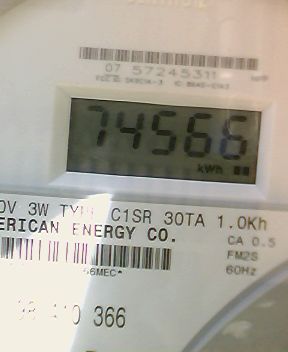 07 57245311
74566
kWh
0V 3W TYPE C1SR 30TA 1.0Kh
ERICAN ENERGY CO.
CA 0.5
FM2S
60Hz
66MEC*
366